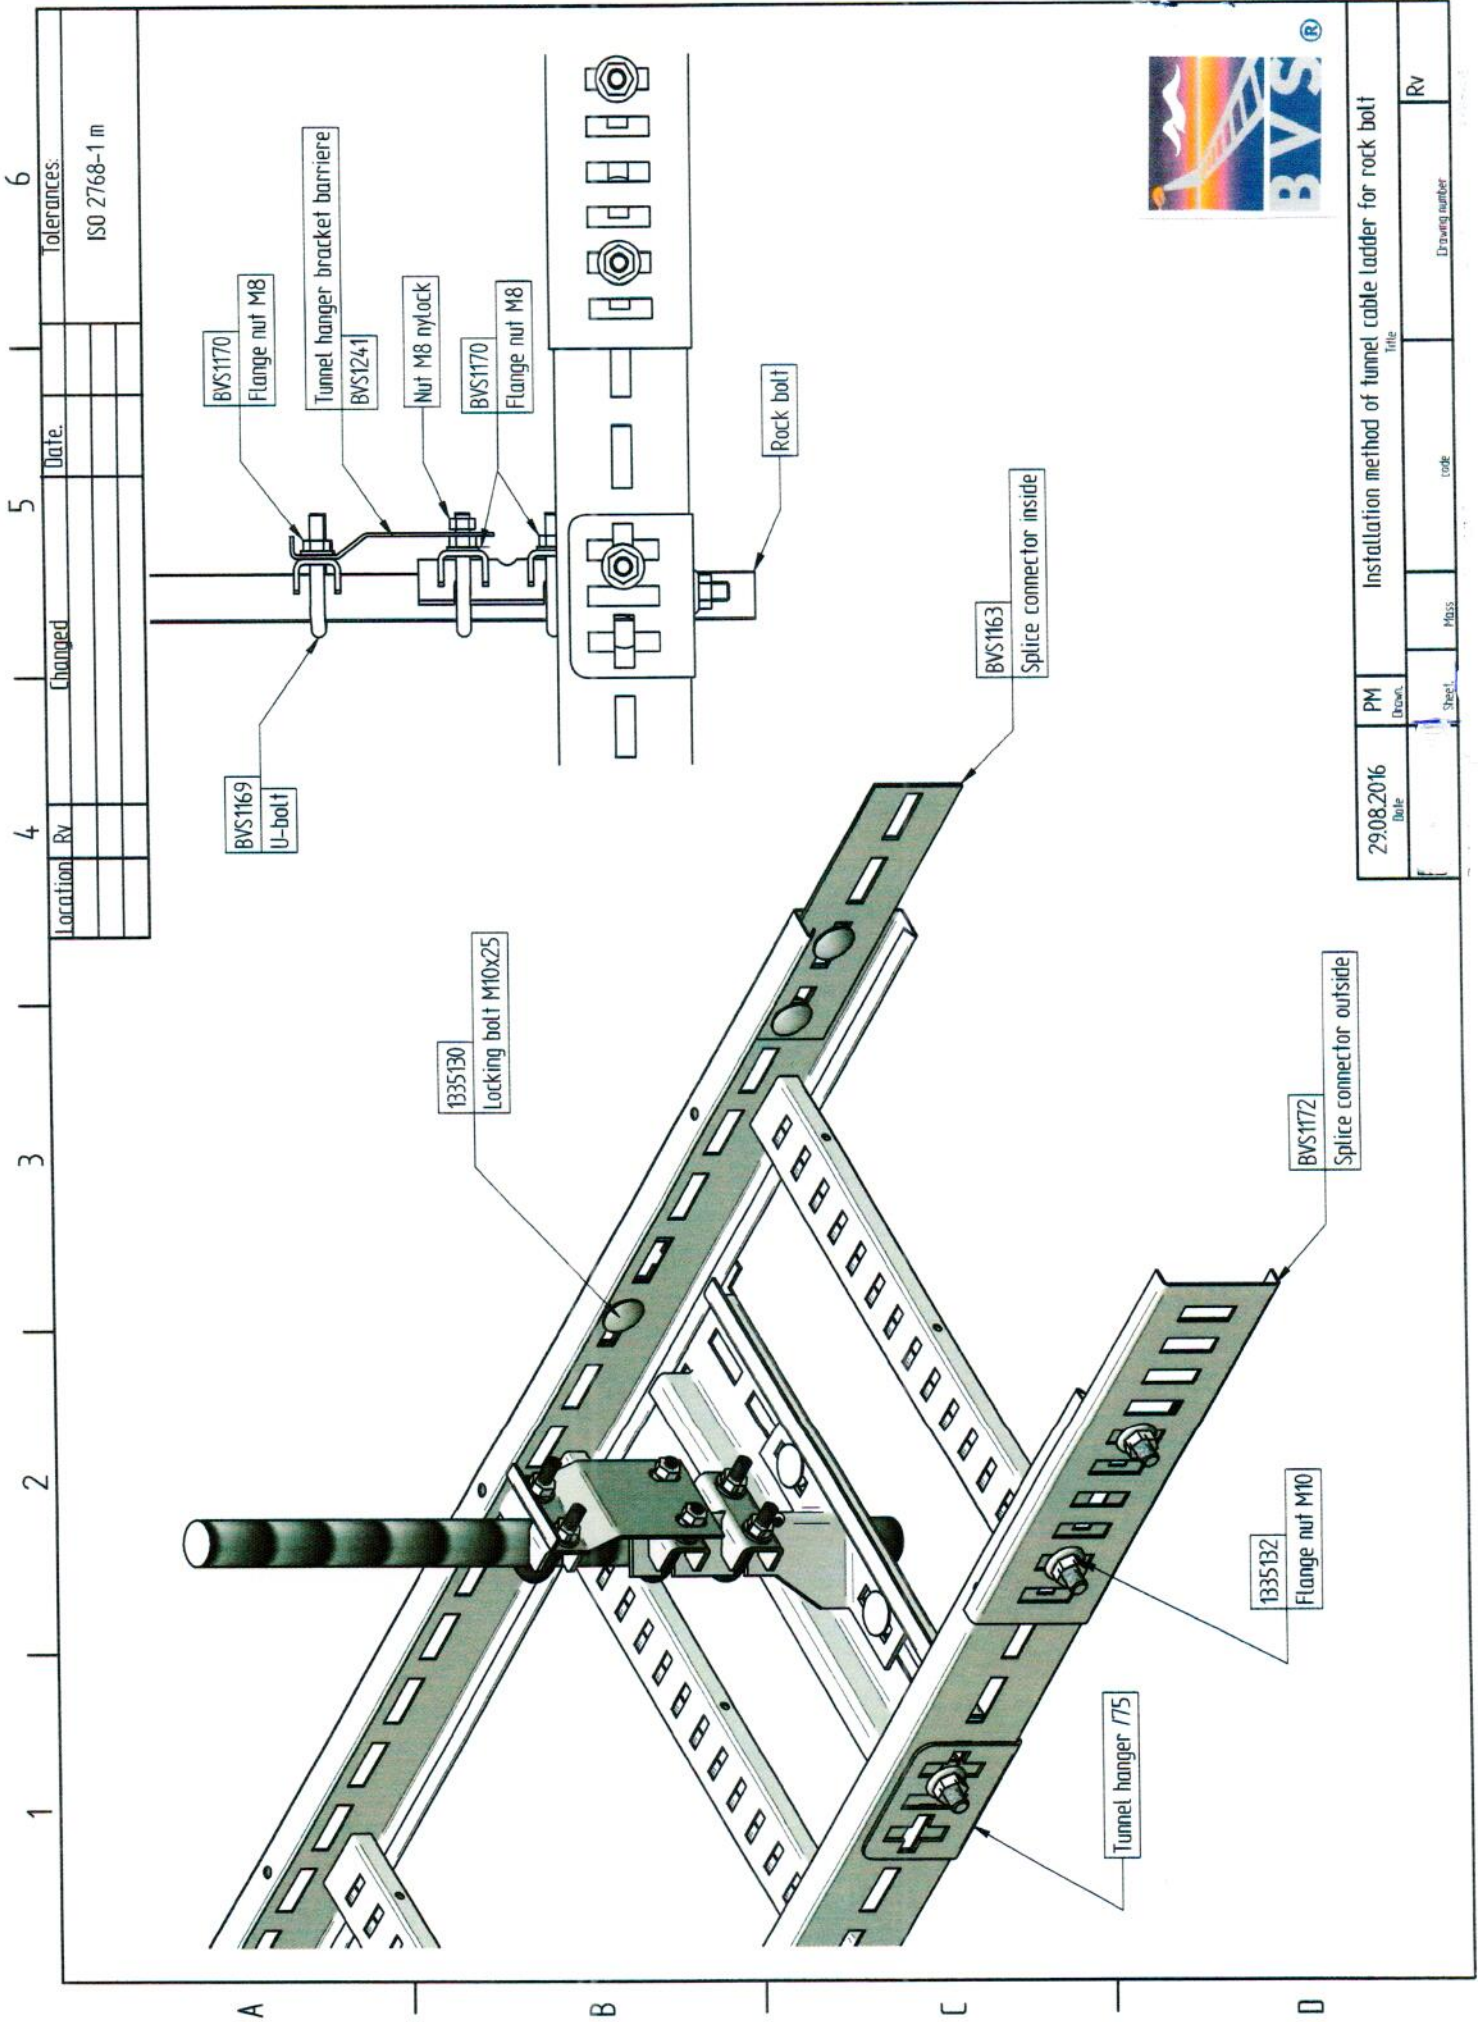 1
2
3
4
5
6
A
B
C
D
Location
Rv
Changed
Date.
Tolerances:
ISO 2768-1 m
BVS1170
Flange nut M8
Tunnel hanger bracket barriere
BVS1241
Nut M8 nylock
BVS1170
Flange nut M8
BVS1169
U-bolt
Rock bolt
1335130
Locking bolt M10x25
BVS1163
Splice connector inside
BVS1172
Splice connector outside
1335132
Flange nut M10
Tunnel hanger /75
BVS ®
29.08.2016
Date
PM
Drawn.
Installation method of tunnel cable ladder for rock bolt
Title
Sheet.
Mass
code
Drawing number
Rv